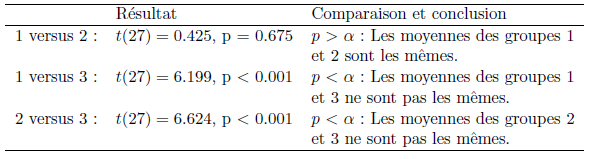 Résultat Comparaison et conclusion
1 versus 2 : t(27) = 0.425, p = 0.675 p > α : Les moyennes des groupes 1
et 2 sont les mêmes.
1 versus 3 : t(27) = 6.199, p < 0.001 p < α : Les moyennes des groupes 1
et 3 ne sont pas les mêmes.
2 versus 3 : t(27) = 6.624, p < 0.001 p < α : Les moyennes des groupes 2
et 3 ne sont pas les mêmes.